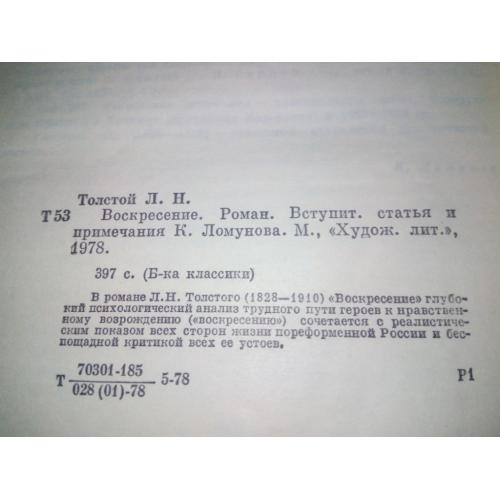 Толстой Л. Н.
Т 53 Воскресение. Роман. Вступит. статья и
примечания К. Ломунова. М., «Худож. лит.»,
1978.
397 с. (Б-ка классики)
В романе Л.Н. Толстого (1828—1910) «Воскресение» глубо-
кий психологический анализ трудного пути героев к нравствен-
ному возрождению («воскресению») сочетается с реалистиче-
ским показом всех сторон жизни пореформенной России и бес-
пощадной критикой всех ее устоев.
70301-185
Т 5-78 Р1
028 (01)-78